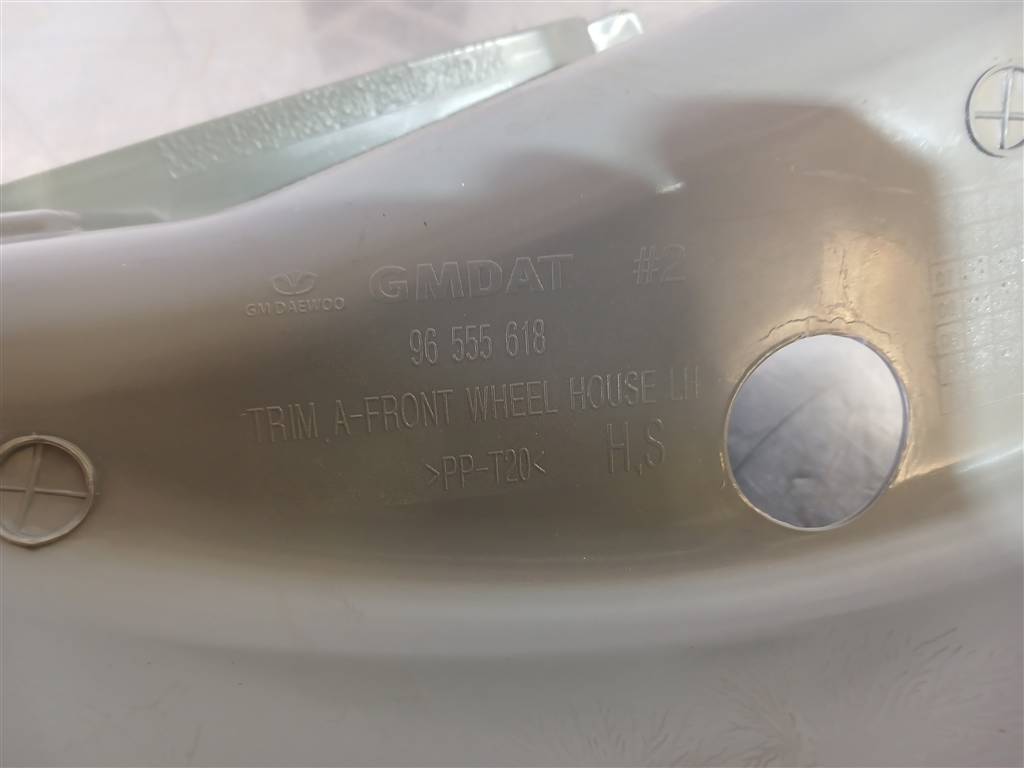 GMDAT #2
GM DAEWOO
96 555 618
TRIM A-FRONT WHEEL HOUSE LH
>PP-T20< H,S